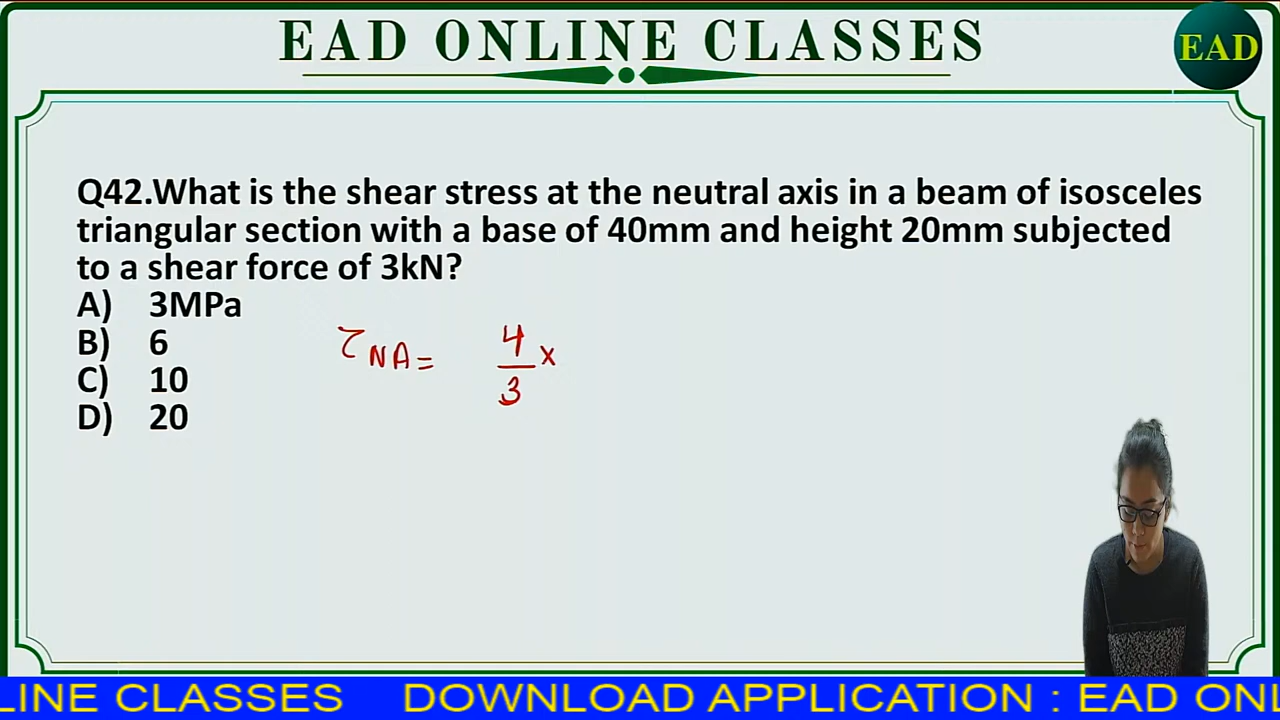 EAD ONLINE CLASSES
EAD
Q42.What is the shear stress at the neutral axis in a beam of isosceles
triangular section with a base of 40mm and height 20mm subjected
to a shear force of 3kN?
A) 3MPa
B) 6
C) 10
D) 20
τ NA = 4/3 x
LINE CLASSES DOWNLOAD APPLICATION : EAD ONL